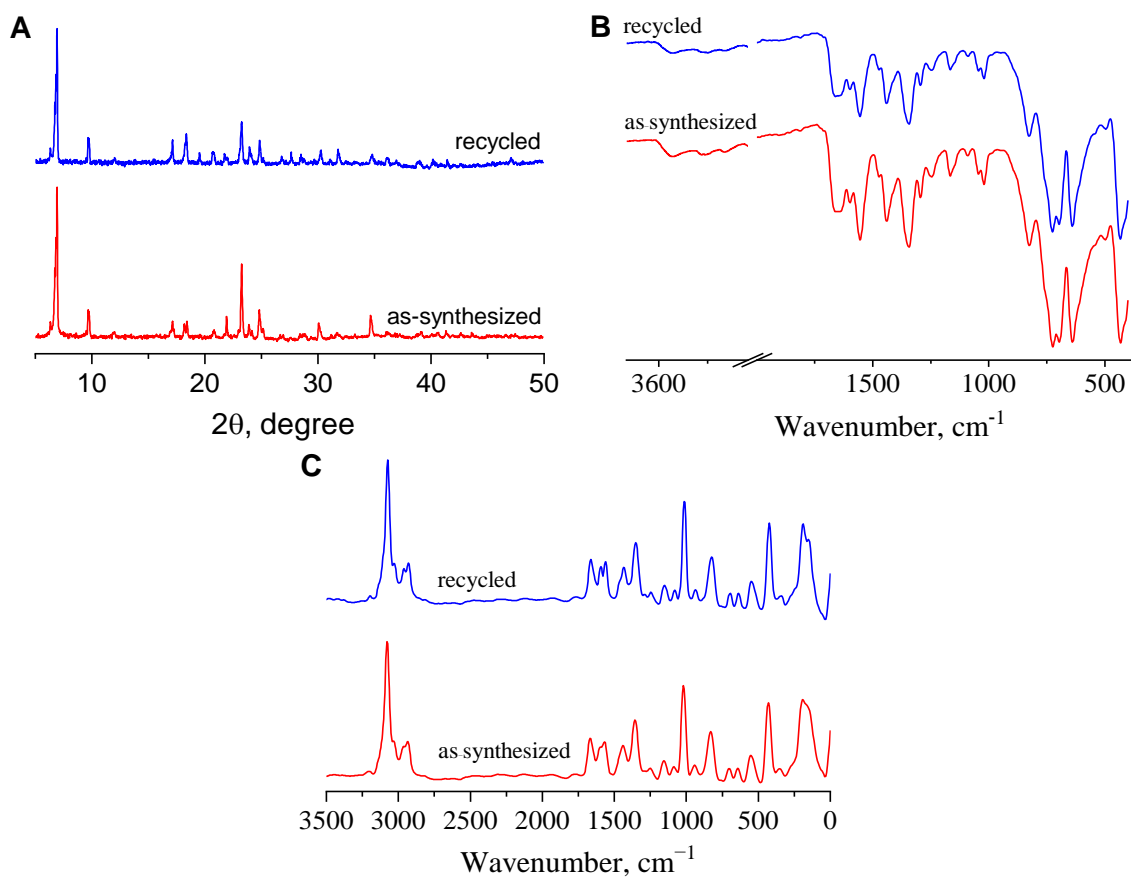 A
recycled
as-synthesized
10 20 30 40 50
2θ, degree
B
recycled
as synthesized
3600 1500 1000 500
Wavenumber, cm⁻¹
C
recycled
as synthesized
3500 3000 2500 2000 1500 1000 500 0
Wavenumber, cm⁻¹